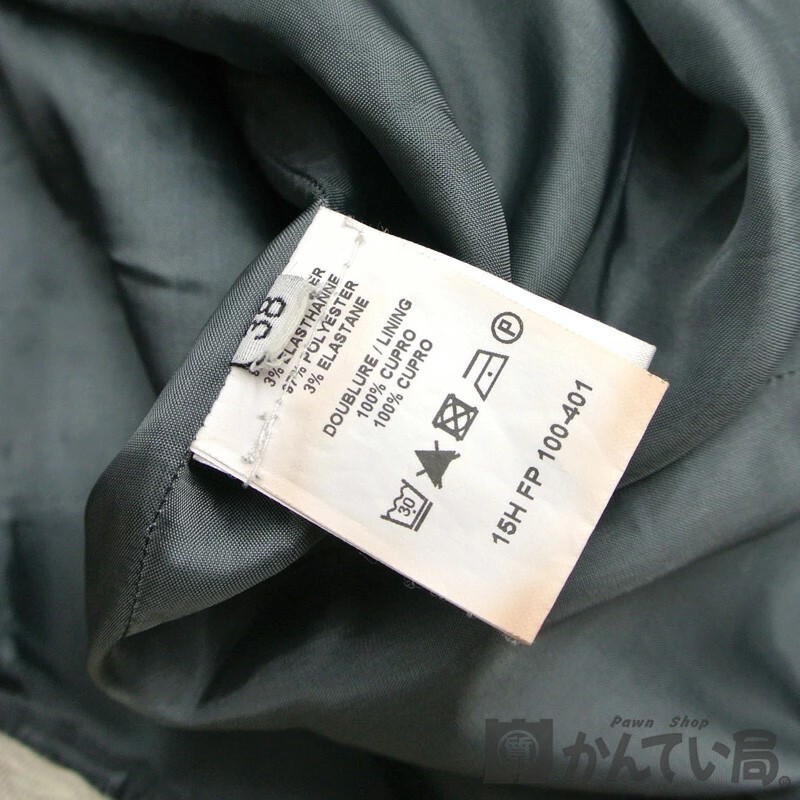 38
3% ELASTHANNE
97% POLYESTER
3% ELASTANE
DOUBLURE / LINING
100% CUPRO
100% CUPRO
30
P
15H FP 100-401
Pawn Shop
質 かんてい局